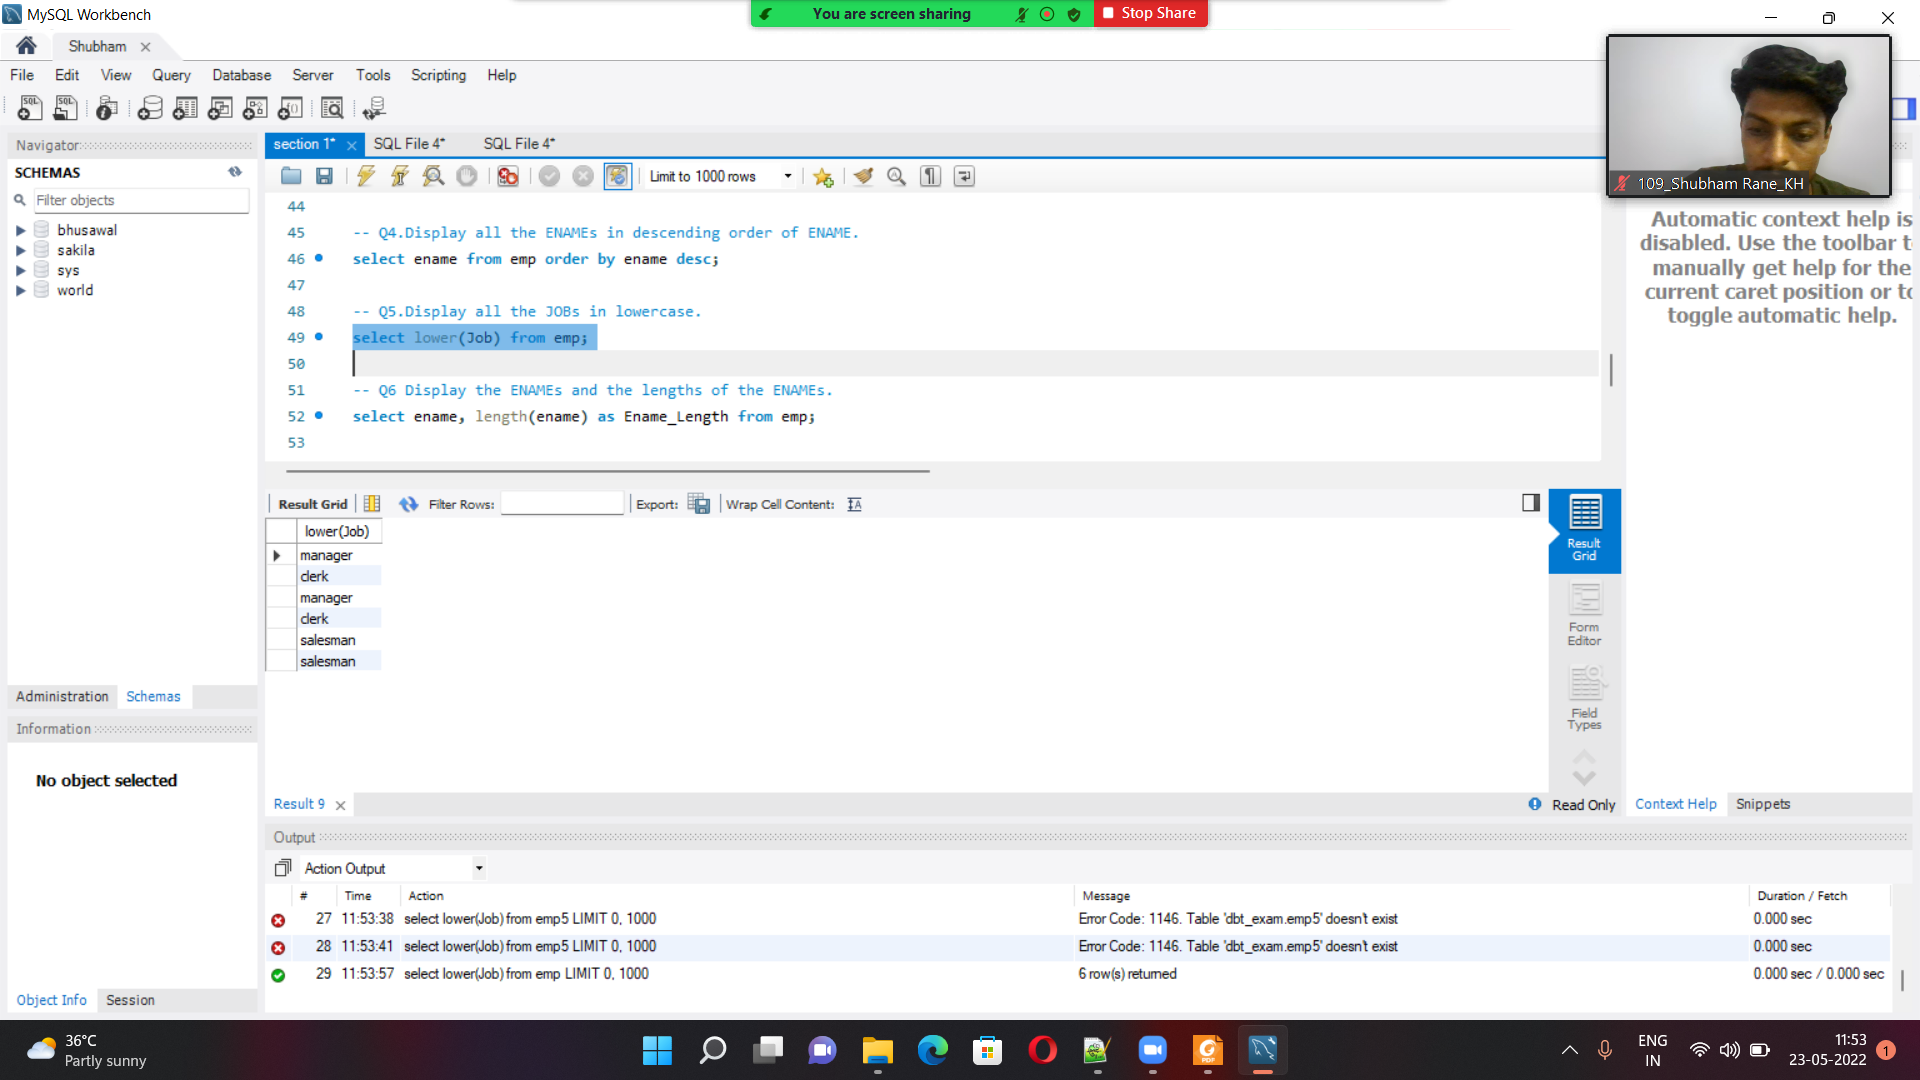 MySQL Workbench
You are screen sharing
Stop Share
Shubham
File Edit View Query Database Server Tools Scripting Help
109_Shubham Rane_KH
Navigator
SCHEMAS
Filter objects
bhusawal
sakila
sys
world
Administration Schemas
Information
No object selected
Object Info Session
section 1* SQL File 4* SQL File 4*
Limit to 1000 rows
44
45 -- Q4.Display all the ENAMEs in descending order of ENAME.
46 select ename from emp order by ename desc;
47
48 -- Q5.Display all the JOBs in lowercase.
49 select lower(Job) from emp;
50
51 -- Q6 Display the ENAMEs and the lengths of the ENAMEs.
52 select ename, length(ename) as Ename_Length from emp;
53
Result Grid Filter Rows: Export: Wrap Cell Content:
lower(Job)
manager
clerk
manager
clerk
salesman
salesman
Result
Grid
Form
Editor
Field
Types
Result 9
Read Only
Automatic context help is
disabled. Use the toolbar t
manually get help for the
current caret position or to
toggle automatic help.
Context Help Snippets
Output
Action Output
# Time Action Message Duration / Fetch
27 11:53:38 select lower(Job) from emp5 LIMIT 0, 1000 Error Code: 1146. Table 'dbt_exam.emp5' doesn't exist 0.000 sec
28 11:53:41 select lower(Job) from emp5 LIMIT 0, 1000 Error Code: 1146. Table 'dbt_exam.emp5' doesn't exist 0.000 sec
29 11:53:57 select lower(Job) from emp LIMIT 0, 1000 6 row(s) returned 0.000 sec / 0.000 sec
36°C
Partly sunny
ENG
IN
11:53
23-05-2022
1